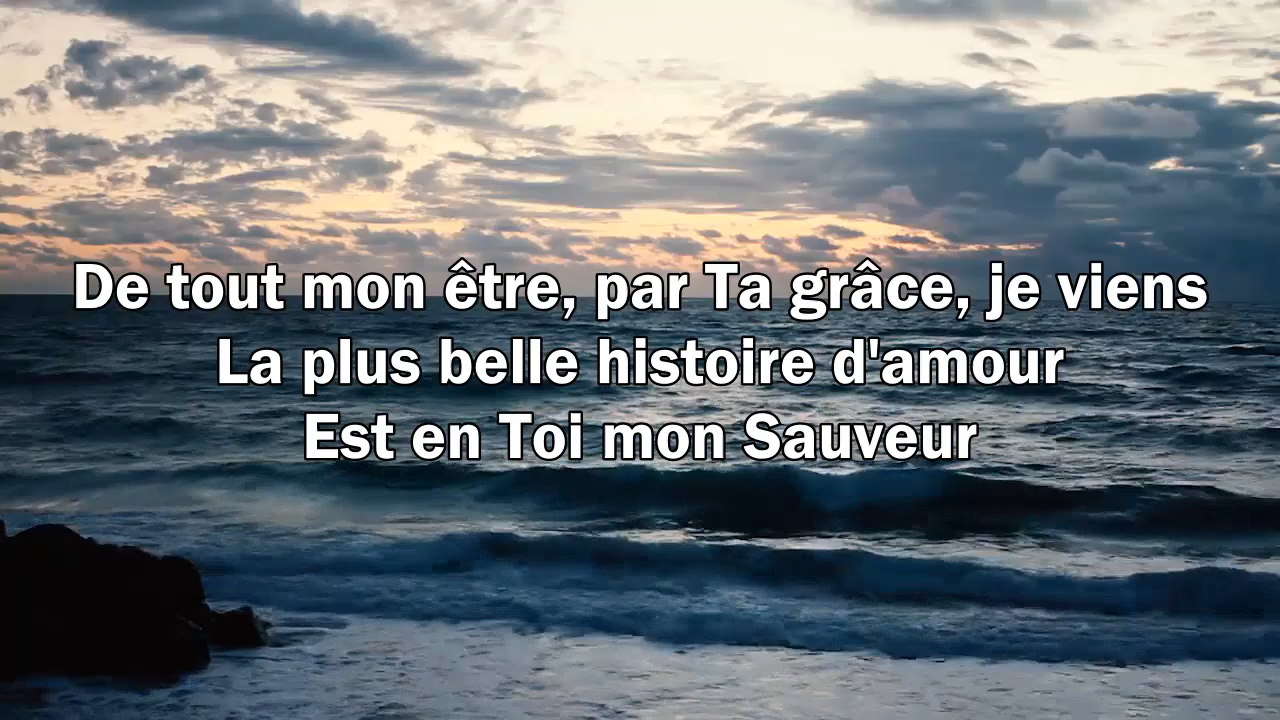 De tout mon être, par Ta grâce, je viens
La plus belle histoire d'amour
Est en Toi mon Sauveur